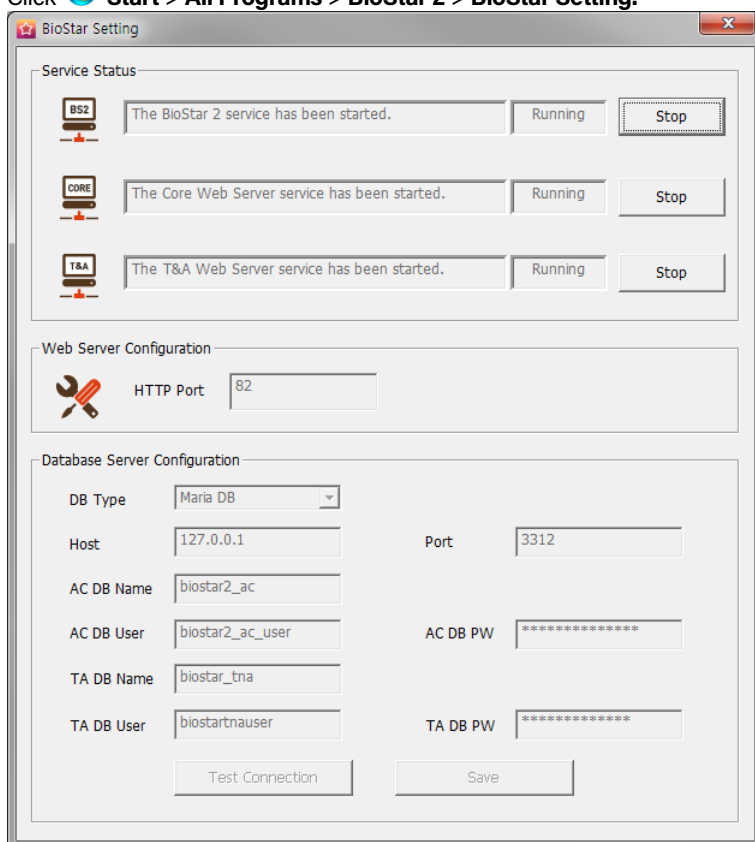 Click Start > All Programs > BioStar 2 > BioStar Setting.
BioStar Setting
Service Status
BS2
The BioStar 2 service has been started. Running Stop
CORE
The Core Web Server service has been started. Running Stop
T&A
The T&A Web Server service has been started. Running Stop
Web Server Configuration
HTTP Port 82
Database Server Configuration
DB Type Maria DB
Host 127.0.0.1 Port 3312
AC DB Name biostar2_ac
AC DB User biostar2_ac_user AC DB PW **************
TA DB Name biostar_tna
TA DB User biostartnauser TA DB PW *************
Test Connection Save